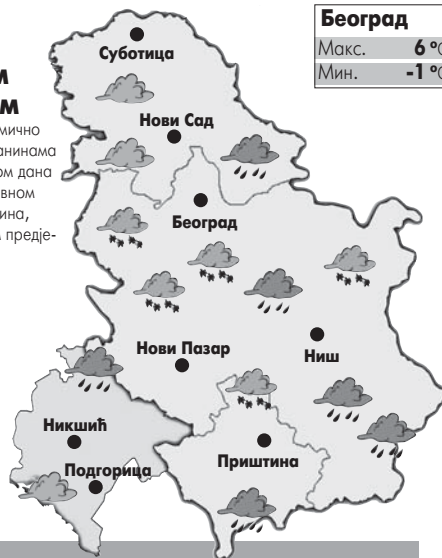 Београд
Макс. 6 °C
Мин. -1 °C
м
ом
мично
анинама
ом дана
вном
ина,
м предје-
Суботица
Нови Сад
Београд
Нови Пазар
Ниш
Никшић
Приштина
Подгорица